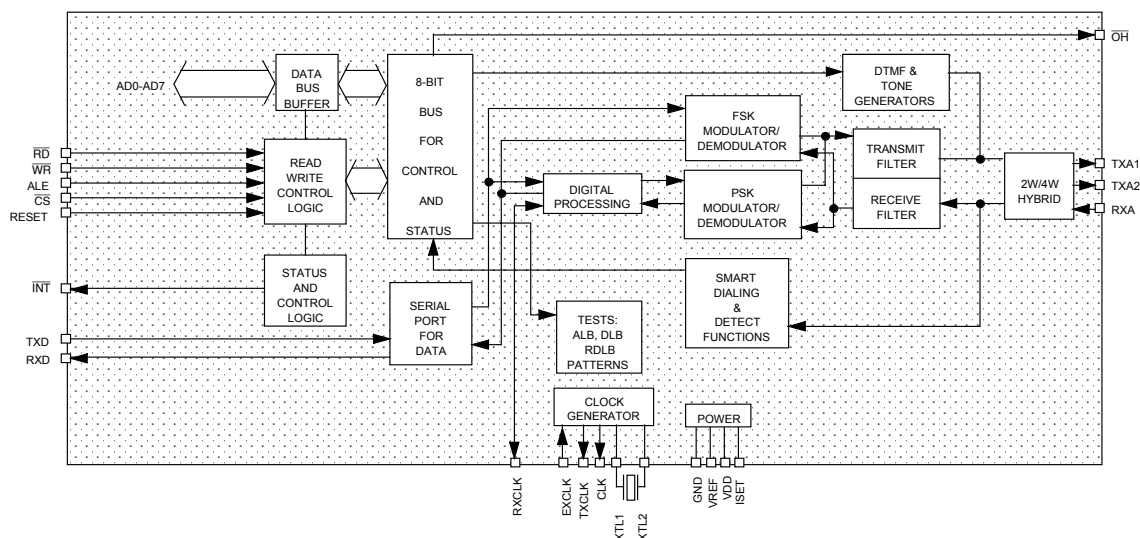 OH
AD0-AD7
DATA
BUS
BUFFER
8-BIT
BUS
FOR
CONTROL
AND
STATUS
DTMF &
TONE
GENERATORS
FSK
MODULATOR/
DEMODULATOR
RD
WR
ALE
CS
RESET
READ
WRITE
CONTROL
LOGIC
DIGITAL
PROCESSING
PSK
MODULATOR/
DEMODULATOR
TRANSMIT
FILTER
RECEIVE
FILTER
2W/4W
HYBRID
TXA1
TXA2
RXA
INT
STATUS
AND
CONTROL
LOGIC
SMART
DIALING
&
DETECT
FUNCTIONS
TXD
RXD
SERIAL
PORT
FOR
DATA
TESTS:
ALB, DLB
RDLB
PATTERNS
CLOCK
GENERATOR
POWER
RXCLK
EXCLK
TXCLK
CLK
XTL1
XTL2
GND
VREF
VDD
ISET